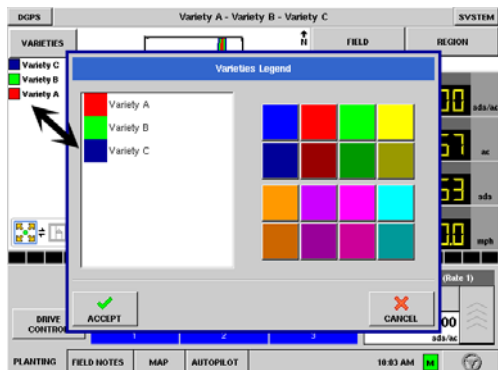 DGPS
Variety A - Variety B - Variety C
SYSTEM
VARIETIES
N
FIELD
REGION
Variety C
Variety B
Variety A
Varieties Legend
Variety A
Variety B
Variety C
ads/ac
ac
ads
mph
(Rate 1)
DRIVE
ACCEPT
CANCEL
1
2
3
ads/ac
PLANTING
FIELD NOTES
MAP
AUTOPILOT
10:03 AM
M